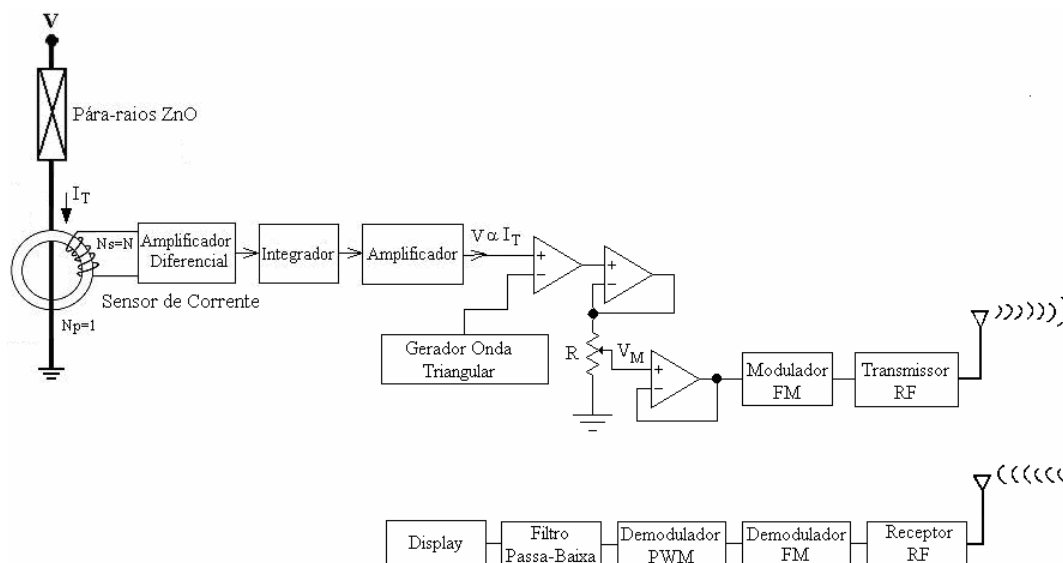 V
Pára-raios ZnO
I_T
Ns=N
Amplificador
Diferencial
Integrador
Amplificador
V∝I_T
+
−
+
−
Sensor de Corrente
Np=1
Gerador Onda
Triangular
R
V_M
+
−
Modulador
FM
Transmissor
RF
Display
Filtro
Passa-Baixa
Demodulador
PWM
Demodulador
FM
Receptor
RF